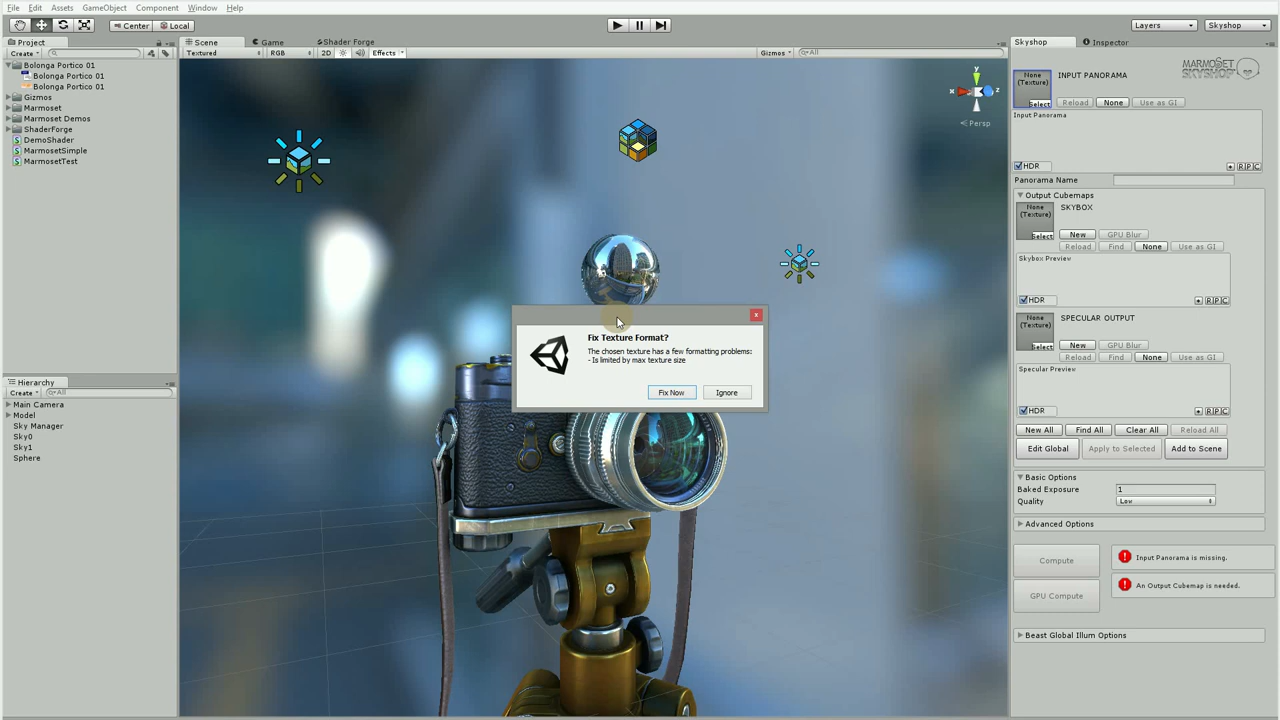 File Edit Assets GameObject Component Window Help
Center Local
Layers
Skyshop
Project
Create
Bolonga Portico 01
Bolonga Portico 01
Bolonga Portico 01
Gizmos
Marmoset
Marmoset Demos
ShaderForge
DemoShader
MarmosetSimple
MarmosetTest
Hierarchy
Create All
Main Camera
Model
Sky Manager
Sky0
Sky1
Sphere
Scene Game Shader Forge
Textured RGB 2D Effects Gizmos All
y
x z
Persp
Fix Texture Format?
The chosen texture has a few formatting problems:
- Is limited by max texture size
Fix Now Ignore
Skyshop Inspector
None
(Texture)
Select
INPUT PANORAMA
MARMOSET
SKYSHOP
Reload None Use as GI
Input Panorama
HDR
Panorama Name
Output Cubemaps
None
(Texture)
Select
SKYBOX
New GPU Blur
Reload Find None Use as GI
Skybox Preview
HDR
None
(Texture)
Select
SPECULAR OUTPUT
New GPU Blur
Reload Find None Use as GI
Specular Preview
HDR
New All Find All Clear All Reload All
Edit Global Apply to Selected Add to Scene
Basic Options
Baked Exposure 1
Quality Low
Advanced Options
Compute
Input Panorama is missing.
GPU Compute
An Output Cubemap is needed.
Beast Global Illum Options